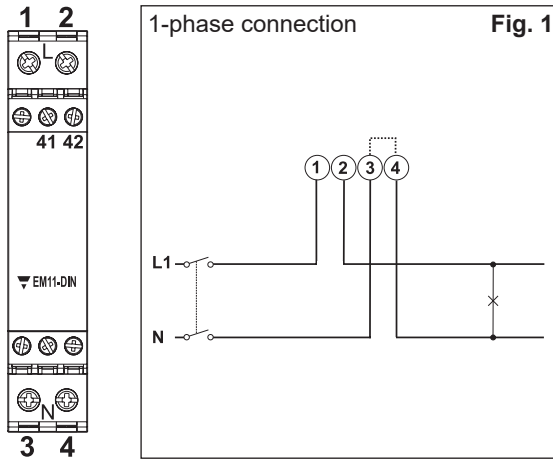 1 2
L
41 42
EM11-DIN
N
3 4
1-phase connection Fig. 1
1 2 3 4
L1
N